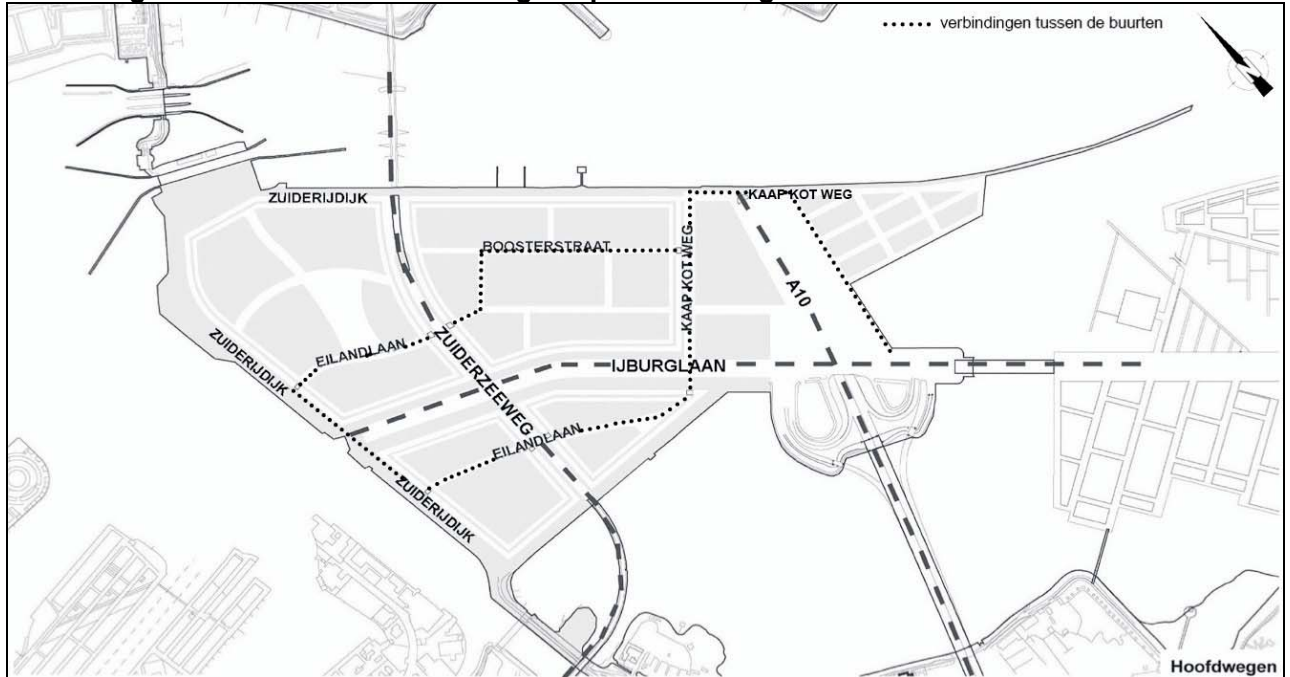 verbindingen tussen de buurten
ZUIDERIJDIJK
KAAP KOT WEG
BOOSTERSTRAAT
KAAP KOT WEG
A10
ZUIDERIJDIJK
EILANDLAAN
ZUIDERZEEWEG
IJBURGLAAN
EILANDLAAN
ZUIDERIJDIJK
Hoofdwegen